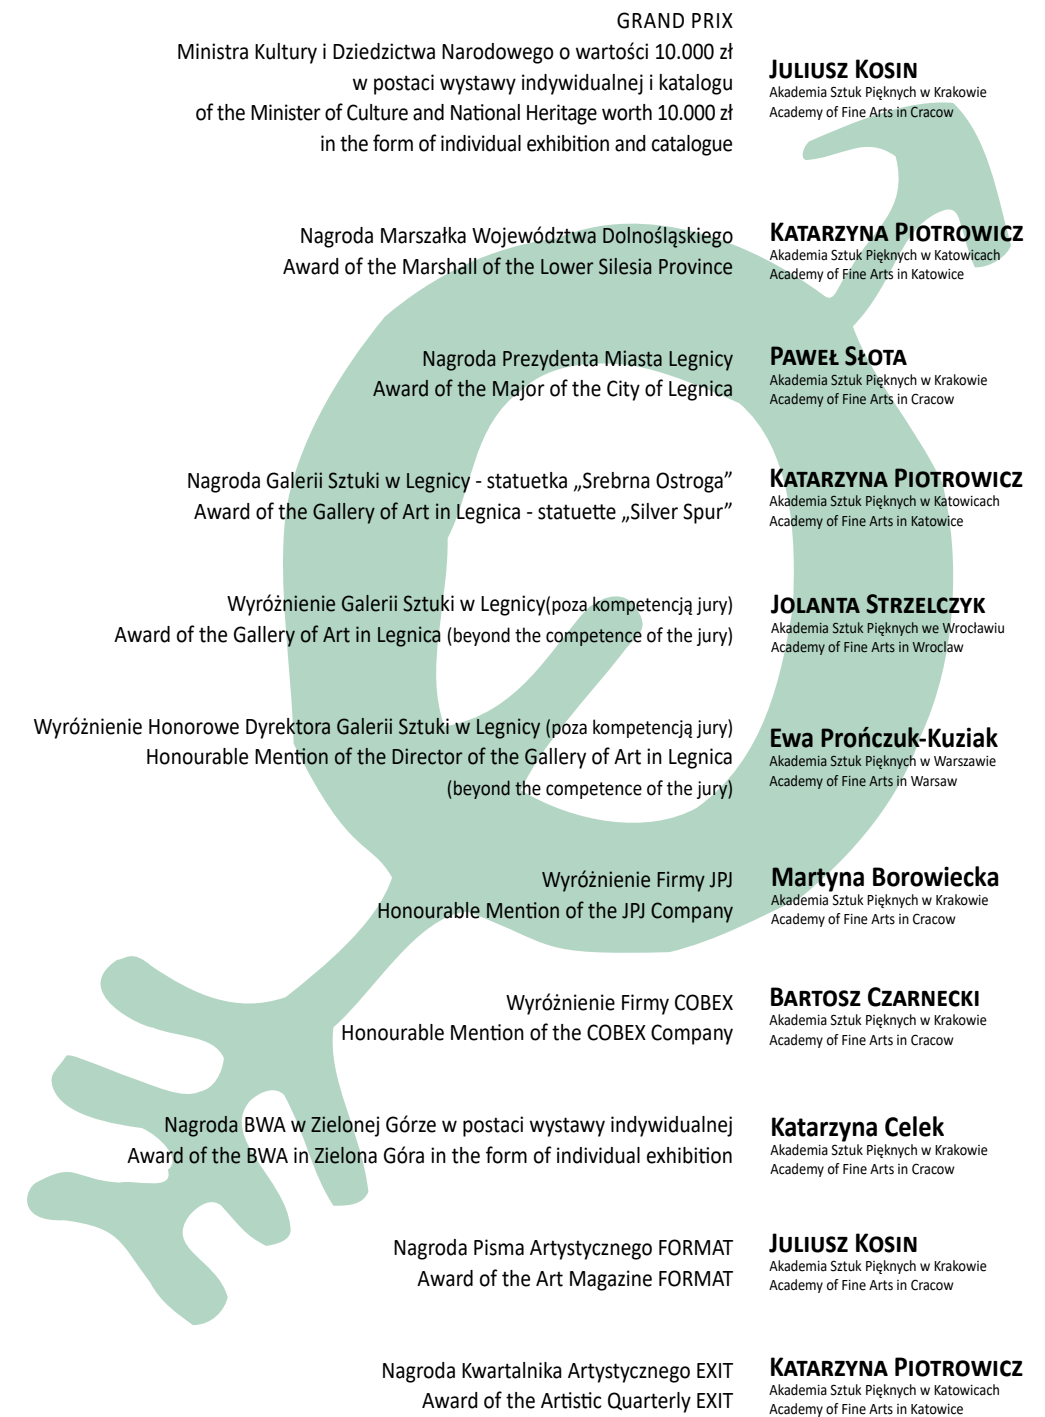 GRAND PRIX
Ministra Kultury i Dziedzictwa Narodowego o wartości 10.000 zł
w postaci wystawy indywidualnej i katalogu
of the Minister of Culture and National Heritage worth 10.000 zł
in the form of individual exhibition and catalogue
JULIUSZ KOSIN
Akademia Sztuk Pięknych w Krakowie
Academy of Fine Arts in Cracow
Nagroda Marszałka Województwa Dolnośląskiego
Award of the Marshall of the Lower Silesia Province
KATARZYNA PIOTROWICZ
Akademia Sztuk Pięknych w Katowicach
Academy of Fine Arts in Katowice
Nagroda Prezydenta Miasta Legnicy
Award of the Major of the City of Legnica
PAWEŁ SŁOTA
Akademia Sztuk Pięknych w Krakowie
Academy of Fine Arts in Cracow
Nagroda Galerii Sztuki w Legnicy - statuetka „Srebrna Ostroga”
Award of the Gallery of Art in Legnica - statuette „Silver Spur”
KATARZYNA PIOTROWICZ
Akademia Sztuk Pięknych w Katowicach
Academy of Fine Arts in Katowice
Wyróżnienie Galerii Sztuki w Legnicy(poza kompetencją jury)
Award of the Gallery of Art in Legnica (beyond the competence of the jury)
JOLANTA STRZELCZYK
Akademia Sztuk Pięknych we Wrocławiu
Academy of Fine Arts in Wroclaw
Wyróżnienie Honorowe Dyrektora Galerii Sztuki w Legnicy (poza kompetencją jury)
Honourable Mention of the Director of the Gallery of Art in Legnica
(beyond the competence of the jury)
Ewa Prończuk-Kuziak
Akademia Sztuk Pięknych w Warszawie
Academy of Fine Arts in Warsaw
Wyróżnienie Firmy JPJ
Honourable Mention of the JPJ Company
Martyna Borowiecka
Akademia Sztuk Pięknych w Krakowie
Academy of Fine Arts in Cracow
Wyróżnienie Firmy COBEX
Honourable Mention of the COBEX Company
BARTOSZ CZARNECKI
Akademia Sztuk Pięknych w Krakowie
Academy of Fine Arts in Cracow
Nagroda BWA w Zielonej Górze w postaci wystawy indywidualnej
Award of the BWA in Zielona Góra in the form of individual exhibition
Katarzyna Celek
Akademia Sztuk Pięknych w Krakowie
Academy of Fine Arts in Cracow
Nagroda Pisma Artystycznego FORMAT
Award of the Art Magazine FORMAT
JULIUSZ KOSIN
Akademia Sztuk Pięknych w Krakowie
Academy of Fine Arts in Cracow
Nagroda Kwartalnika Artystycznego EXIT
Award of the Artistic Quarterly EXIT
KATARZYNA PIOTROWICZ
Akademia Sztuk Pięknych w Katowicach
Academy of Fine Arts in Katowice